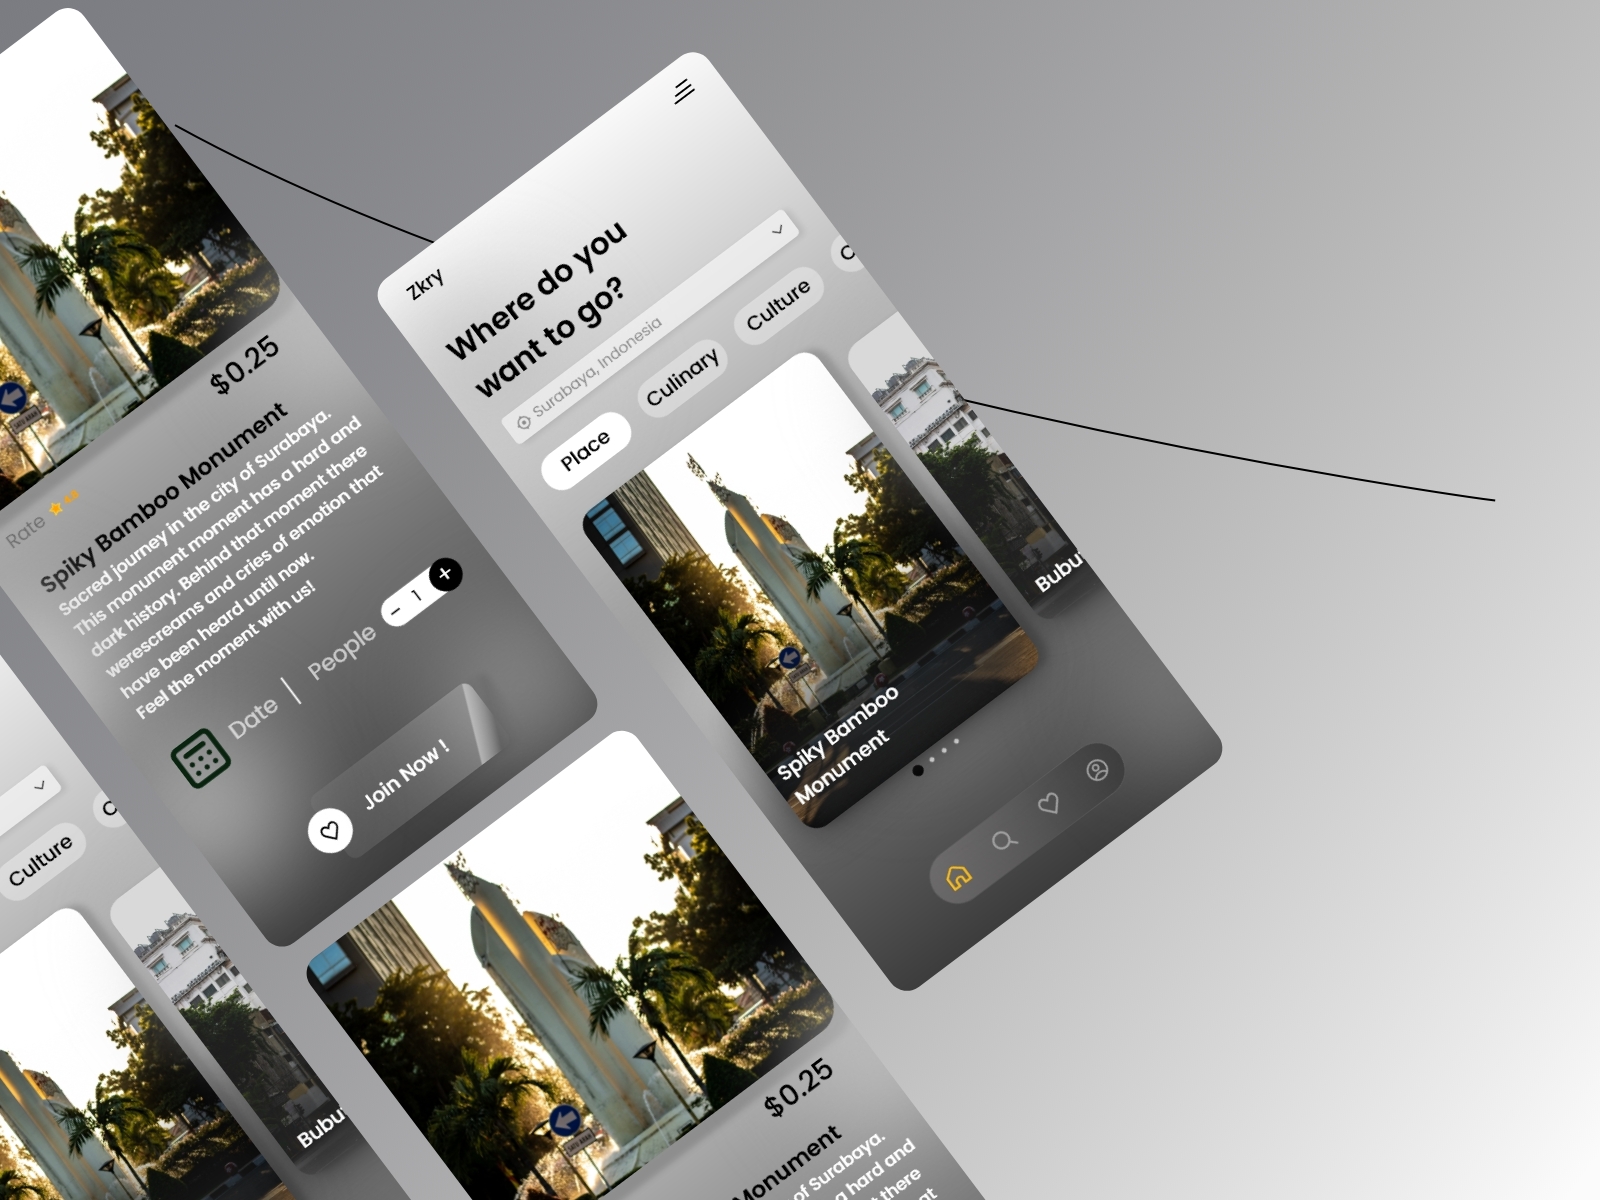 Zkry
Where do you
want to go?
Surabaya, Indonesia
Place
Culinary
Culture
C
Spiky Bamboo
Monument
Bubu
$0.25
Rate
Spiky Bamboo Monument
Sacred journey in the city of Surabaya.
This monument moment has a hard and
dark history. Behind that moment there
werescreams and cries of emotion that
have been heard until now.
Feel the moment with us!
Date | People
- 1 +
Join Now !
Culture
C
Bubu
$0.25
Monument
of Surabaya.
a hard and
t there
at